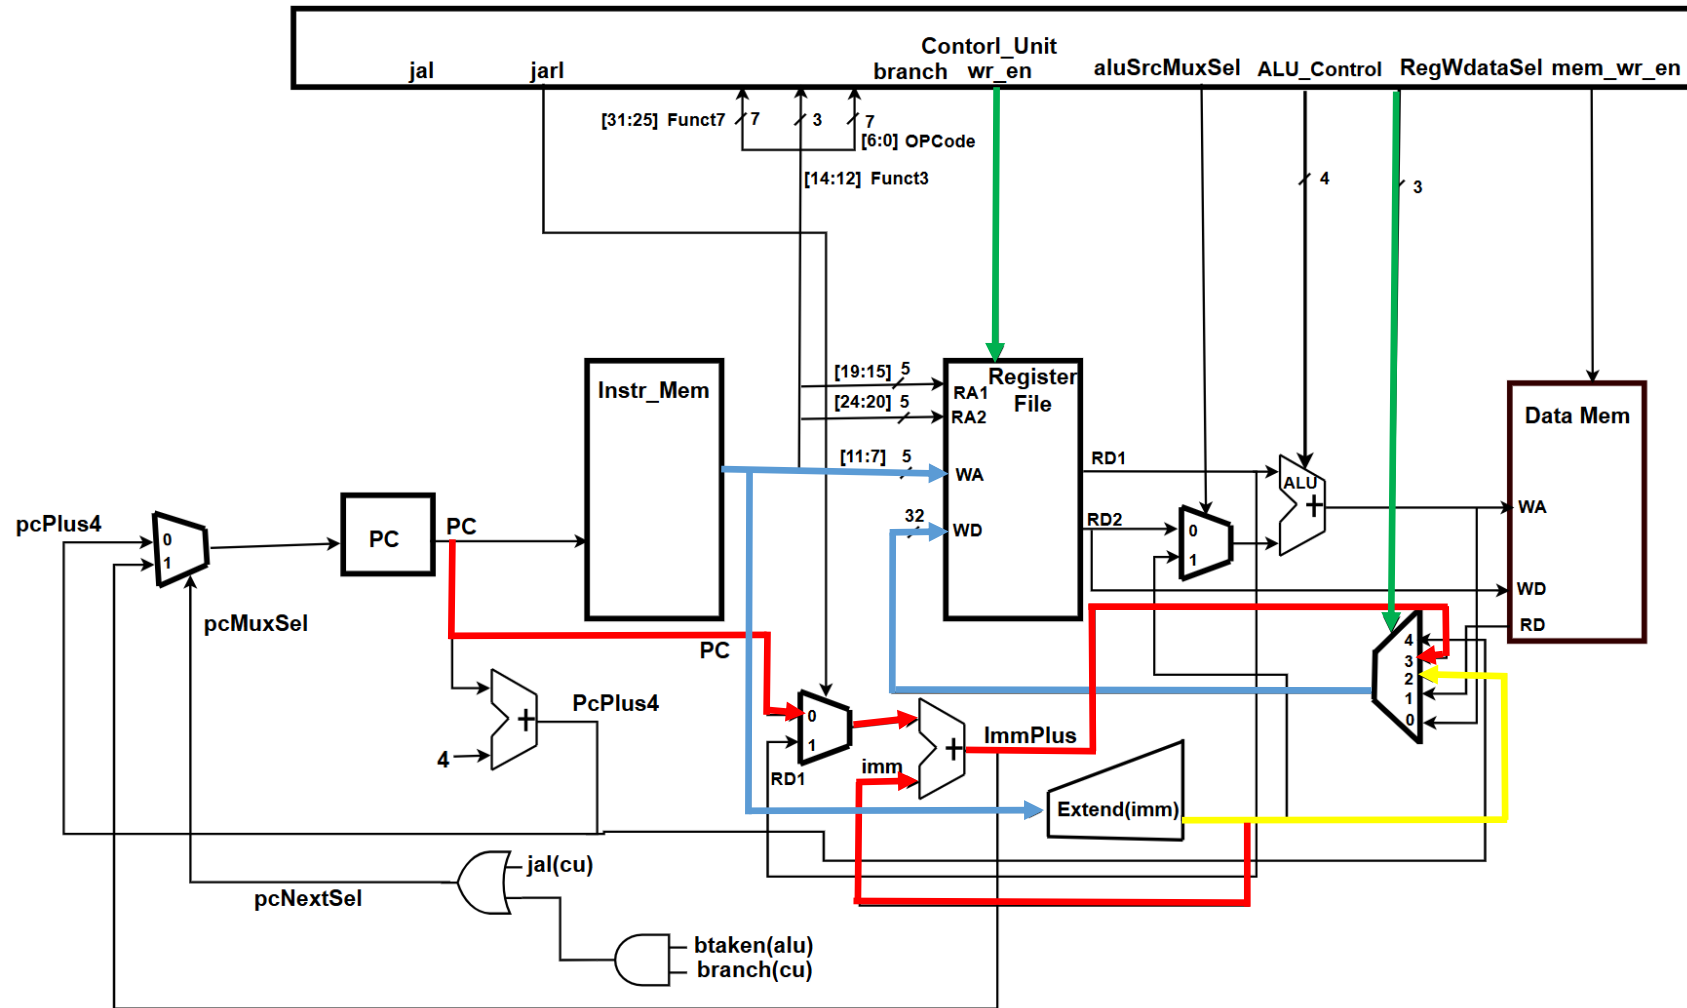 Contorl_Unit
jal jarl branch wr_en aluSrcMuxSel ALU_Control RegWdataSel mem_wr_en
[31:25] Funct7 7 3 7
[6:0] OPCode
[14:12] Funct3
4
3
[19:15] 5
Instr_Mem
Register
File
RA1
[24:20] 5
RA2
Data Mem
[11:7] 5
WA
RD1
ALU
+
WA
32
WD
RD2
0
1
pcPlus4
0
1
PC
PC
WD
RD
pcMuxSel
PC
4
3
2
1
0
PcPlus4
+
4
0
1
RD1
ImmPlus
+
imm
Extend(imm)
jal(cu)
pcNextSel
btaken(alu)
branch(cu)